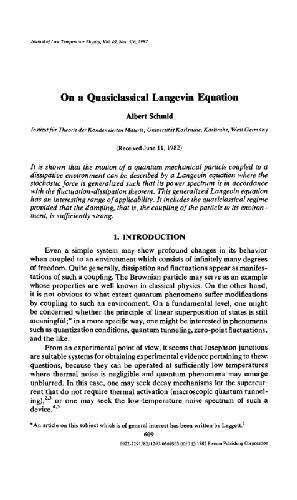 Journal of Low Temperature Physics, Vol. 49, Nos. 5/6, 1982
On a Quasiclassical Langevin Equation
Albert Schmid
Institut für Theorie der Kondensierten Materie, Universität Karlsruhe, Karlsruhe, West Germany
(Received June 11, 1982)
It is shown that the motion of a quantum mechanical particle coupled to a
dissipative environment can be described by a Langevin equation where the
stochastic force is generalized such that its power spectrum is in accordance
with the fluctuation-dissipation theorem. This generalized Langevin equation
has an interesting range of applicability. It includes the quasiclassical regime
provided that the damping, that is, the coupling of the particle to its environ-
ment, is sufficiently strong.
1. INTRODUCTION
Even a simple system may show profound changes in its behavior
when coupled to an environment which consists of infinitely many degrees
of freedom. Quite generally, dissipation and fluctuations appear as manifes-
tations of such a coupling. The Brownian particle may serve as an example
whose properties are well known in classical physics. On the other hand,
it is not obvious to what extent quantum phenomena suffer modifications
by coupling to such an environment. On a fundamental level, one might
be concerned whether the principle of linear superposition of states is still
meaningful;* in a more specific way, one might be interested in phenomena
such as quantization conditions, quantum tunneling, zero-point fluctuations,
and the like.
From an experimental point of view, it seems that Josephson junctions
are suitable systems for obtaining experimental evidence pertaining to these
questions, because they can be operated at sufficiently low temperatures
where thermal noise is negligible and quantum phenomena may emerge
unblurred. In this case, one may seek decay mechanisms for the supercur-
rent that do not require thermal activation (macroscopic quantum tunnel-
ing),2,3 or one may seek the low-temperature noise spectrum of such a
device.4,5
*An article on this subject which is of general interest has been written by Leggett.1
609
1982 Plenum Publishing Corporation